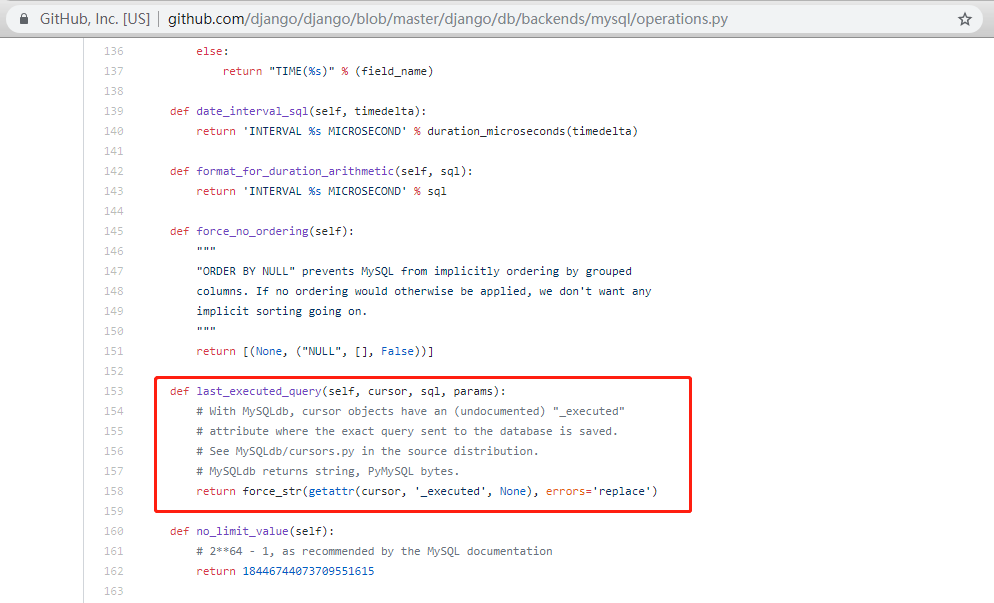 GitHub, Inc. [US] | github.com/django/django/blob/master/django/db/backends/mysql/operations.py
136         else:
137             return "TIME(%s)" % (field_name)
138
139     def date_interval_sql(self, timedelta):
140         return 'INTERVAL %s MICROSECOND' % duration_microseconds(timedelta)
141
142     def format_for_duration_arithmetic(self, sql):
143         return 'INTERVAL %s MICROSECOND' % sql
144
145     def force_no_ordering(self):
146         """
147         "ORDER BY NULL" prevents MySQL from implicitly ordering by grouped
148         columns. If no ordering would otherwise be applied, we don't want any
149         implicit sorting going on.
150         """
151         return [(None, ("NULL", [], False))]
152
153     def last_executed_query(self, cursor, sql, params):
154         # With MySQLdb, cursor objects have an (undocumented) "_executed"
155         # attribute where the exact query sent to the database is saved.
156         # See MySQLdb/cursors.py in the source distribution.
157         # MySQLdb returns string, PyMySQL bytes.
158         return force_str(getattr(cursor, '_executed', None), errors='replace')
159
160     def no_limit_value(self):
161         # 2**64 - 1, as recommended by the MySQL documentation
162         return 18446744073709551615
163